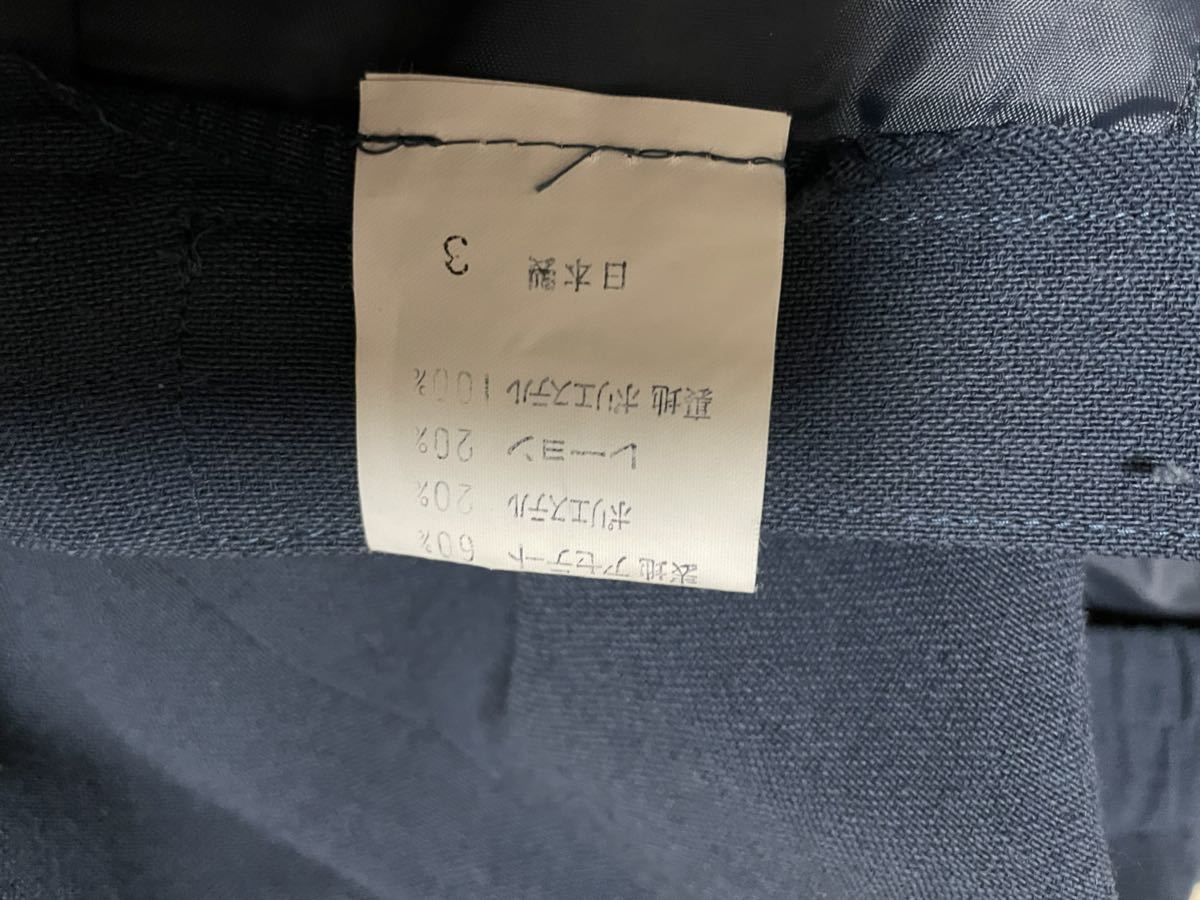 表地 アセテート 60%
ポリエステル 20%
レーヨン 20%
裏地 ポリエステル 100%
日本製 3